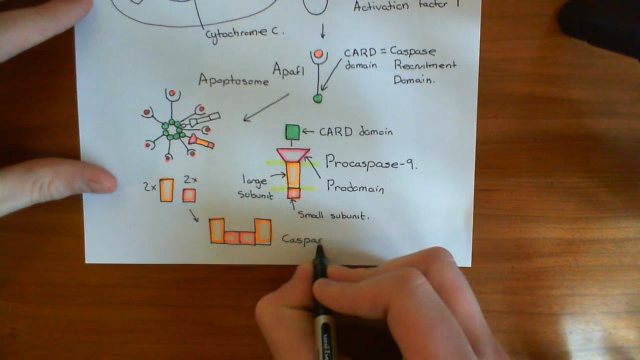 Activation factor 1
Cytochrome c.
CARD = Caspase
domain Recruitment
Domain.
Apaf1
Apoptosome
CARD domain
Procaspase-9.
Prodomain
large
subunit
2x 2x
Small subunit.
Caspas